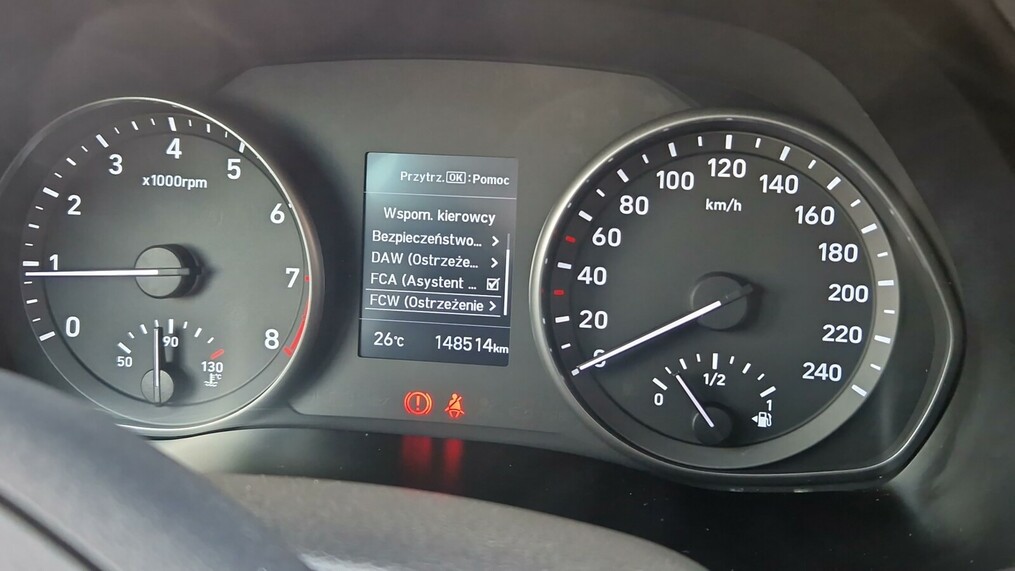 0
1
2
3
4
5
6
7
8
x1000rpm
50
90
130
°C
Przytrz. OK :Pomoc
Wspom. kierowcy
Bezpieczeństwo...
DAW (Ostrzeże...
FCA (Asystent ...
FCW (Ostrzeżenie
26°C 148514km
0
20
40
60
80
100
120
140
160
180
200
220
240
km/h
0
1/2
1